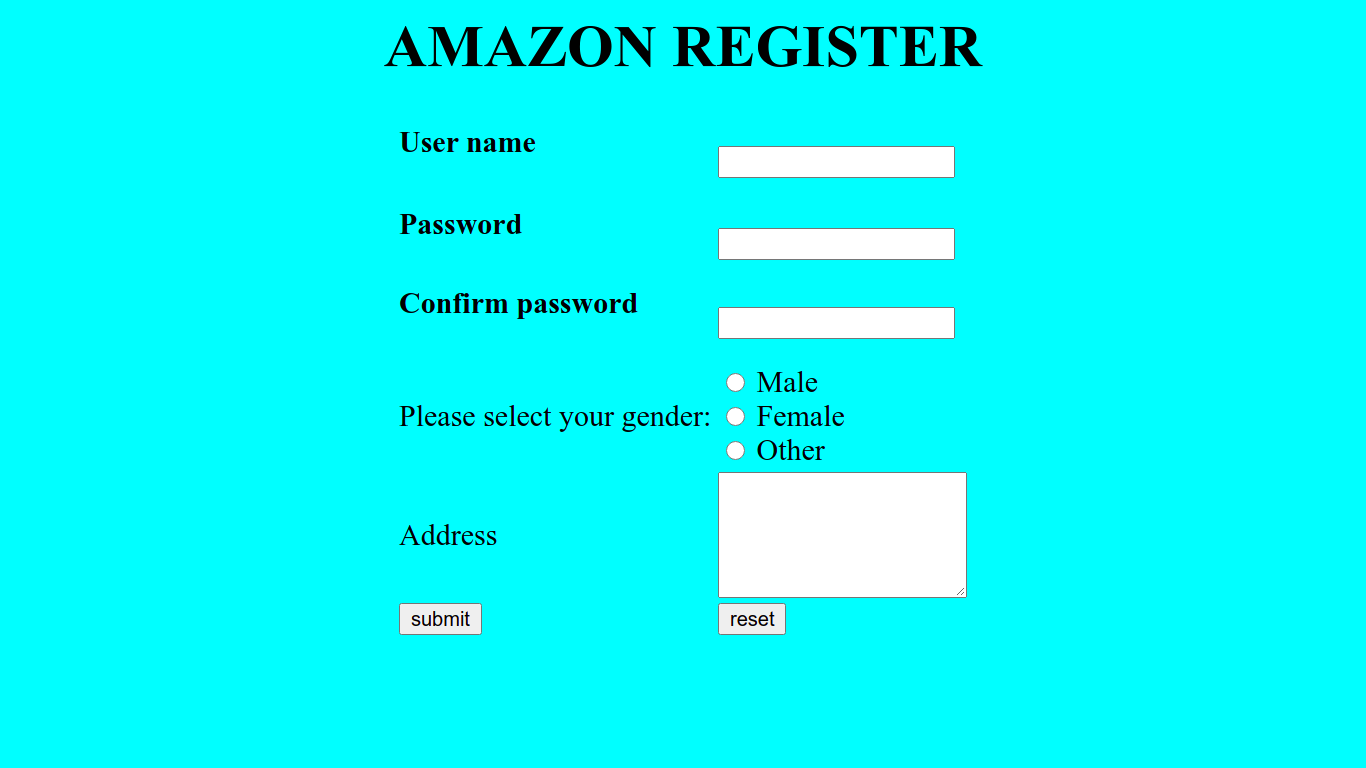 AMAZON REGISTER
User name
Password
Confirm password
Please select your gender:
Male
Female
Other
Address
submit
reset